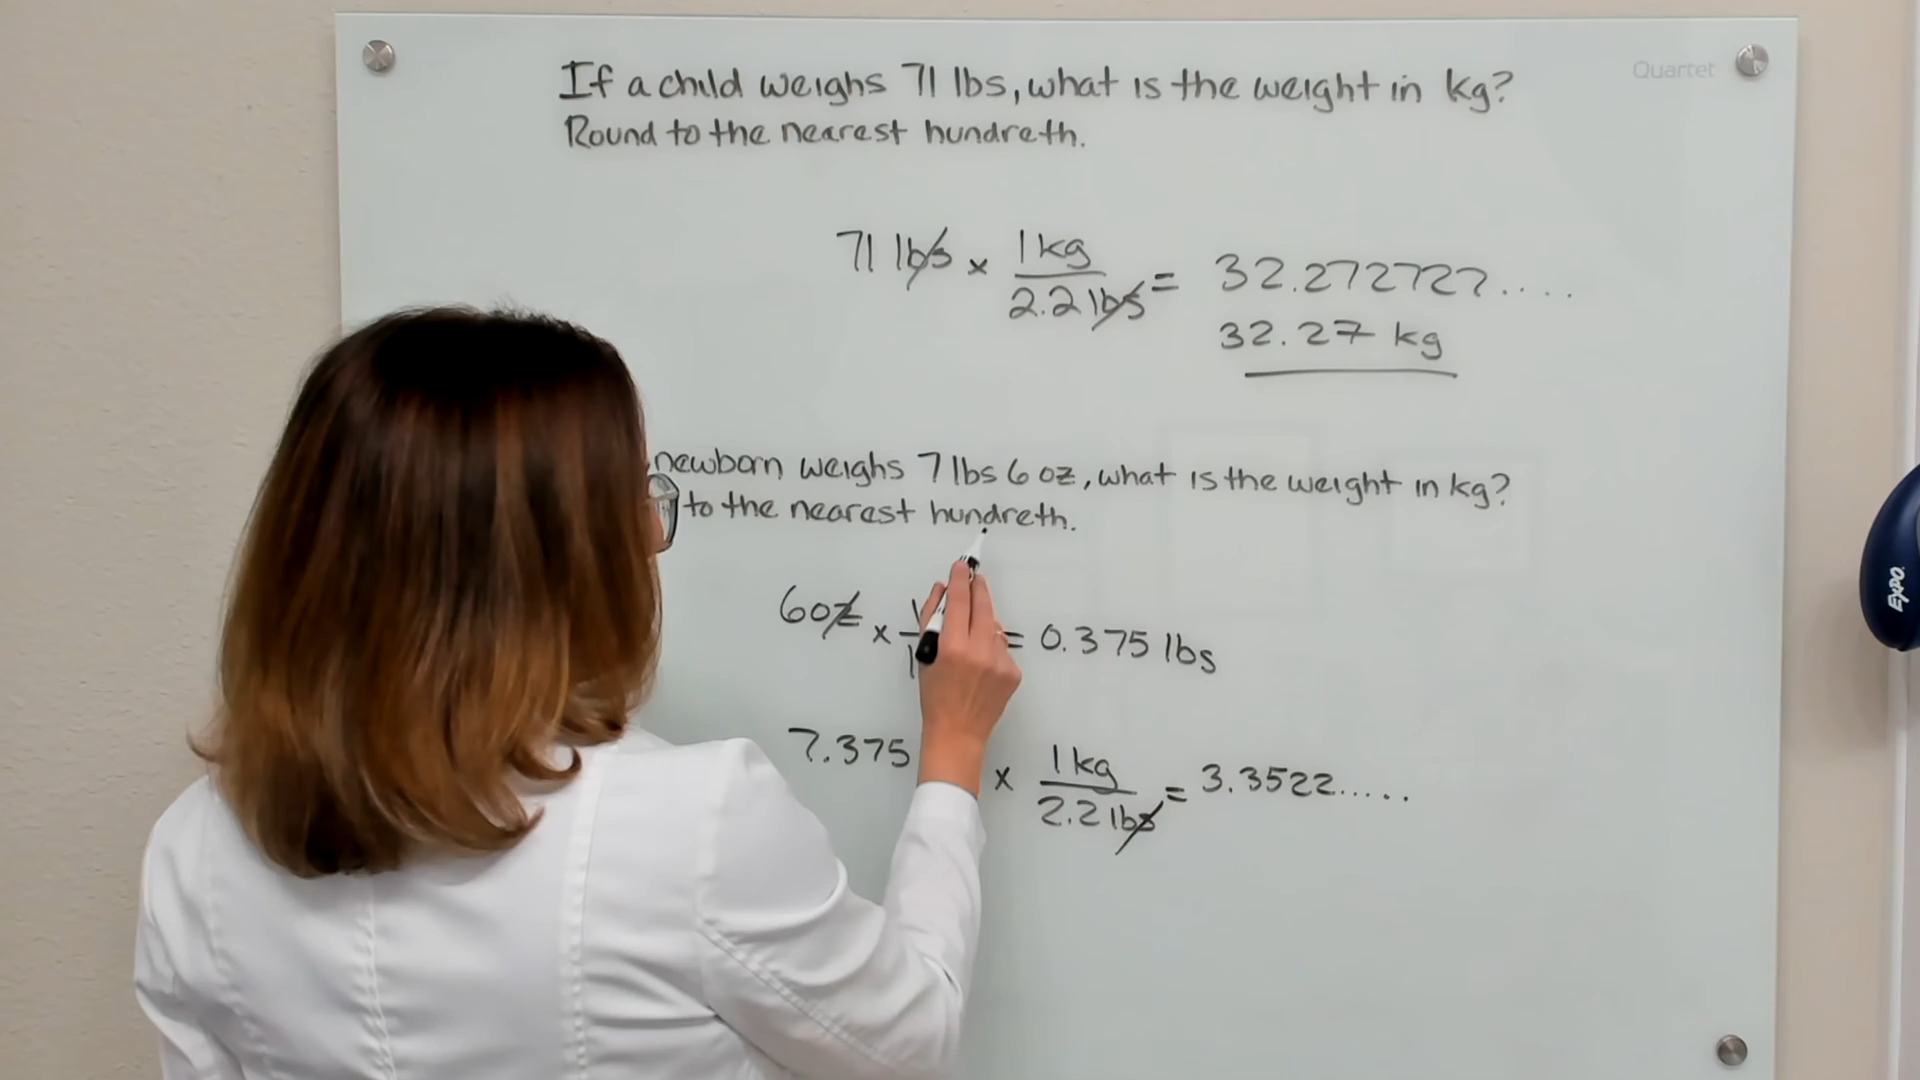 Quartet
If a child weighs 71 lbs, what is the weight in kg?
Round to the nearest hundreth.
71 lbs x 1 kg / 2.2 lbs = 32.272727....
32.27 kg
newborn weighs 7 lbs 6 oz, what is the weight in kg?
to the nearest hundreth.
6 oz x = 0.375 lbs
7.375 x 1 kg / 2.2 lbs = 3.3522.....
EXPO